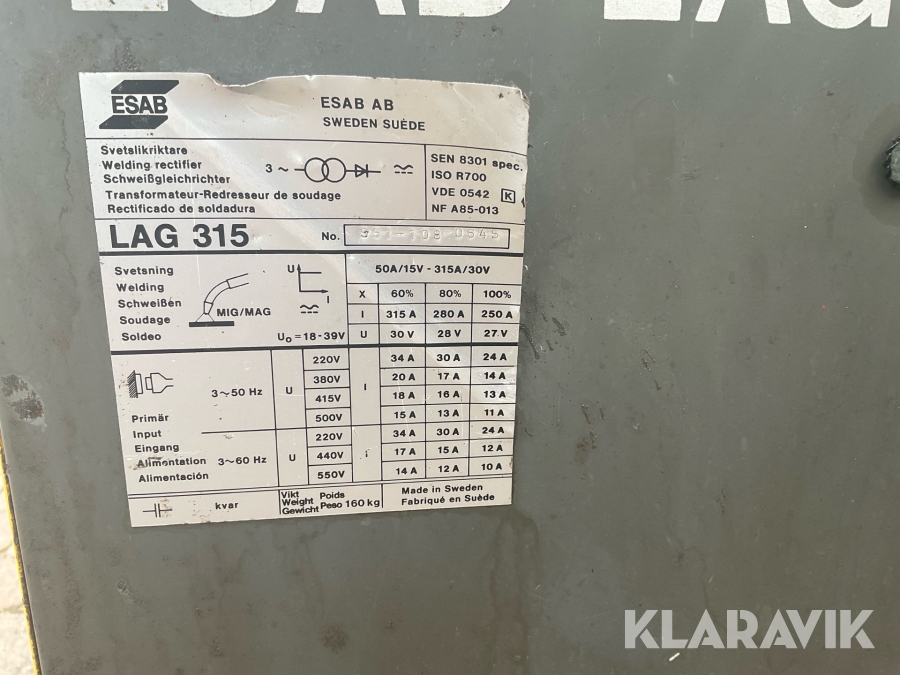 ESAB LAG
ESAB
ESAB AB
SWEDEN SUÈDE
Svetslikriktare
Welding rectifier
Schweißgleichrichter
Transformateur-Redresseur de soudage
Rectificado de soldadura
3 ~
SEN 8301 spec.
ISO R700
VDE 0542 K
NF A85-013
LAG 315 No. 351-108-0545
Svetsning
Welding
Schweißen
Soudage
Soldeo
MIG/MAG
U
I
U₀ = 18-39V
50A/15V - 315A/30V
X 60% 80% 100%
I 315 A 280 A 250 A
U 30 V 28 V 27 V
Primär
Input
Eingang
Alimentation
Alimentación
3~50 Hz U I
220V 34 A 30 A 24 A
380V 20 A 17 A 14 A
415V 18 A 16 A 13 A
500V 15 A 13 A 11 A
3~60 Hz U I
220V 34 A 30 A 24 A
440V 17 A 15 A 12 A
550V 14 A 12 A 10 A
kvar
Vikt Poids
Weight Peso 160 kg
Gewicht
Made in Sweden
Fabriqué en Suède
KLARAVIK